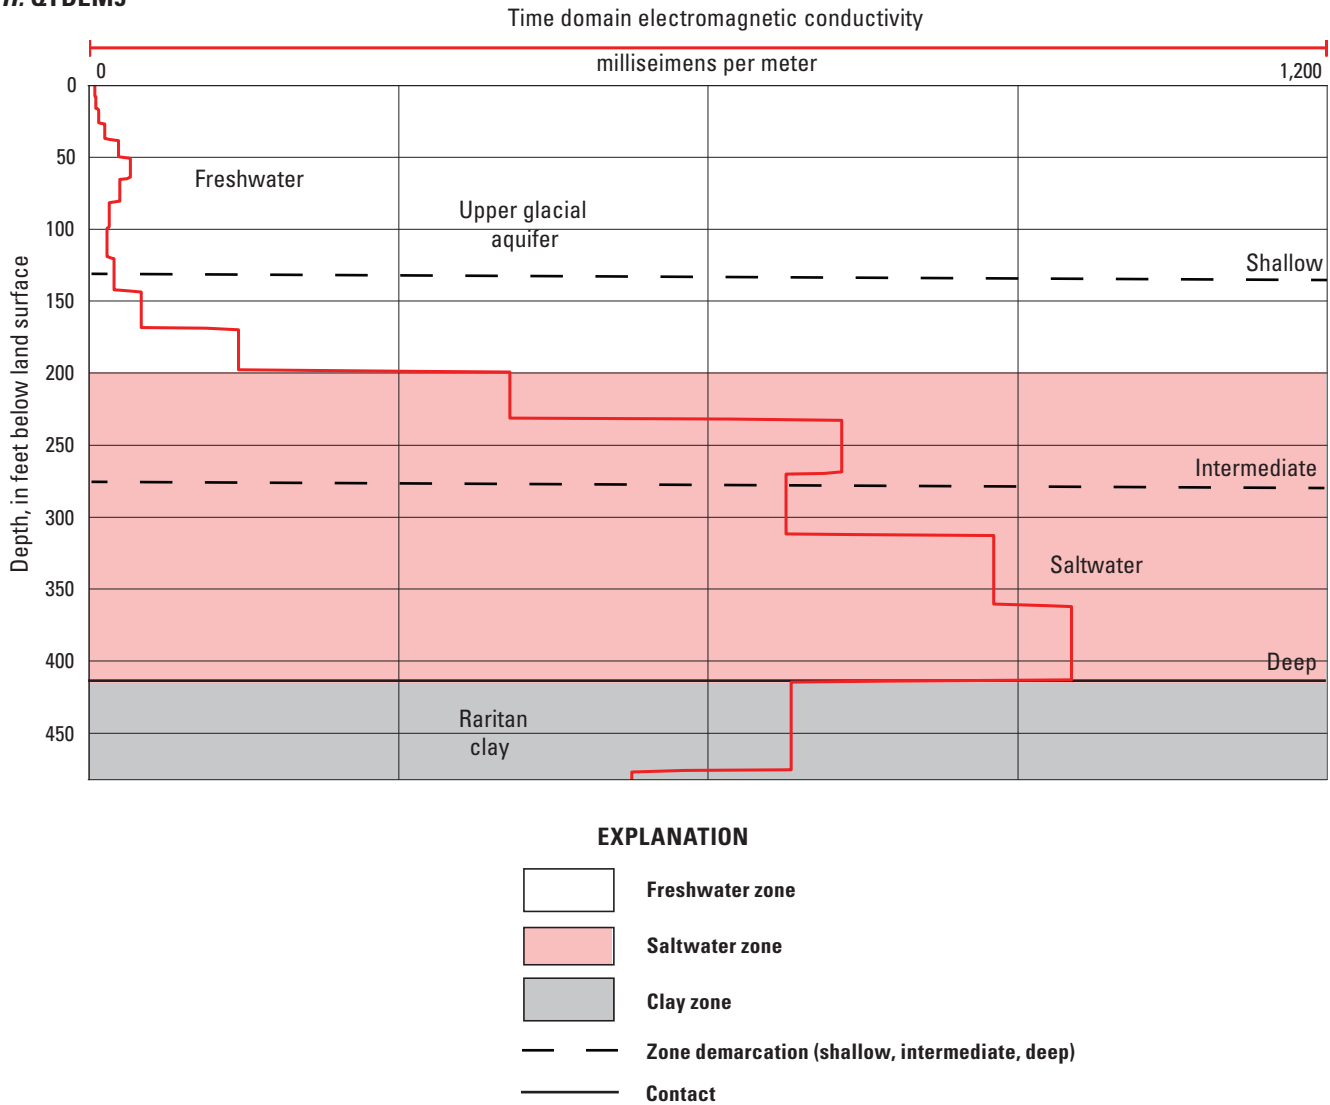 Time domain electromagnetic conductivity
milliseimens per meter
0
1,200
0
50
100
150
200
250
300
350
400
450
Depth, in feet below land surface
Freshwater
Upper glacial
aquifer
Shallow
Intermediate
Saltwater
Deep
Raritan
clay
EXPLANATION
Freshwater zone
Saltwater zone
Clay zone
Zone demarcation (shallow, intermediate, deep)
Contact